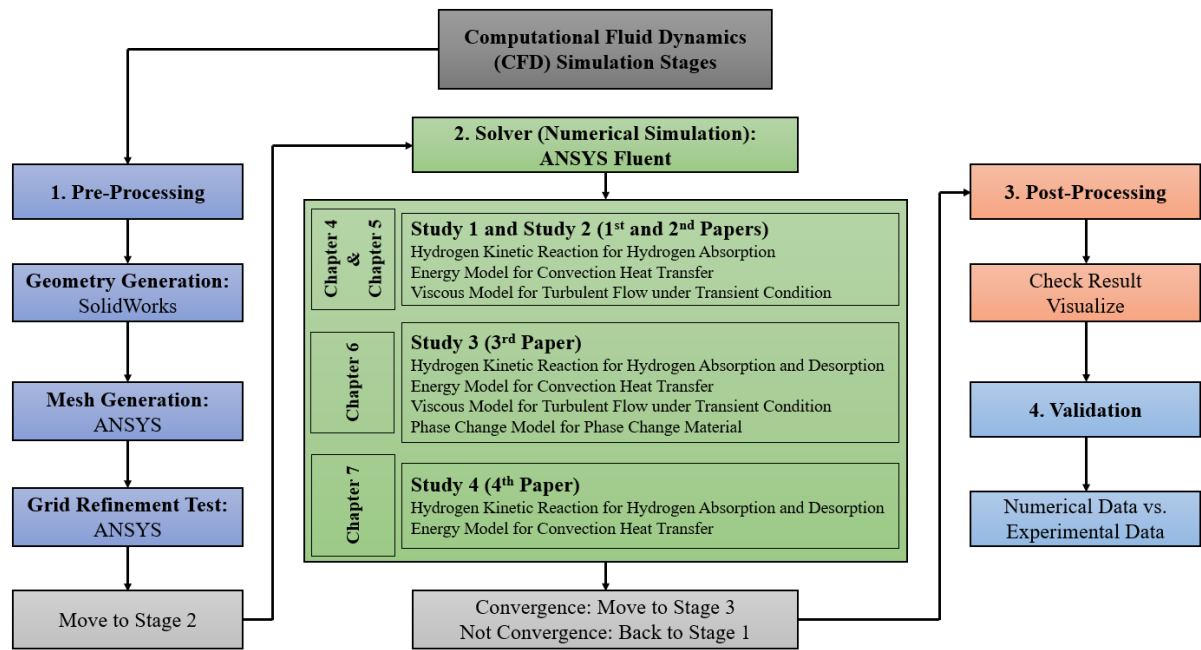 Computational Fluid Dynamics
(CFD) Simulation Stages
1. Pre-Processing
Geometry Generation:
SolidWorks
Mesh Generation:
ANSYS
Grid Refinement Test:
ANSYS
Move to Stage 2
2. Solver (Numerical Simulation):
ANSYS Fluent
Chapter 4
&
Chapter 5
Study 1 and Study 2 (1st and 2nd Papers)
Hydrogen Kinetic Reaction for Hydrogen Absorption
Energy Model for Convection Heat Transfer
Viscous Model for Turbulent Flow under Transient Condition
Chapter 6
Study 3 (3rd Paper)
Hydrogen Kinetic Reaction for Hydrogen Absorption and Desorption
Energy Model for Convection Heat Transfer
Viscous Model for Turbulent Flow under Transient Condition
Phase Change Model for Phase Change Material
Chapter 7
Study 4 (4th Paper)
Hydrogen Kinetic Reaction for Hydrogen Absorption and Desorption
Energy Model for Convection Heat Transfer
Convergence: Move to Stage 3
Not Convergence: Back to Stage 1
3. Post-Processing
Check Result
Visualize
4. Validation
Numerical Data vs.
Experimental Data